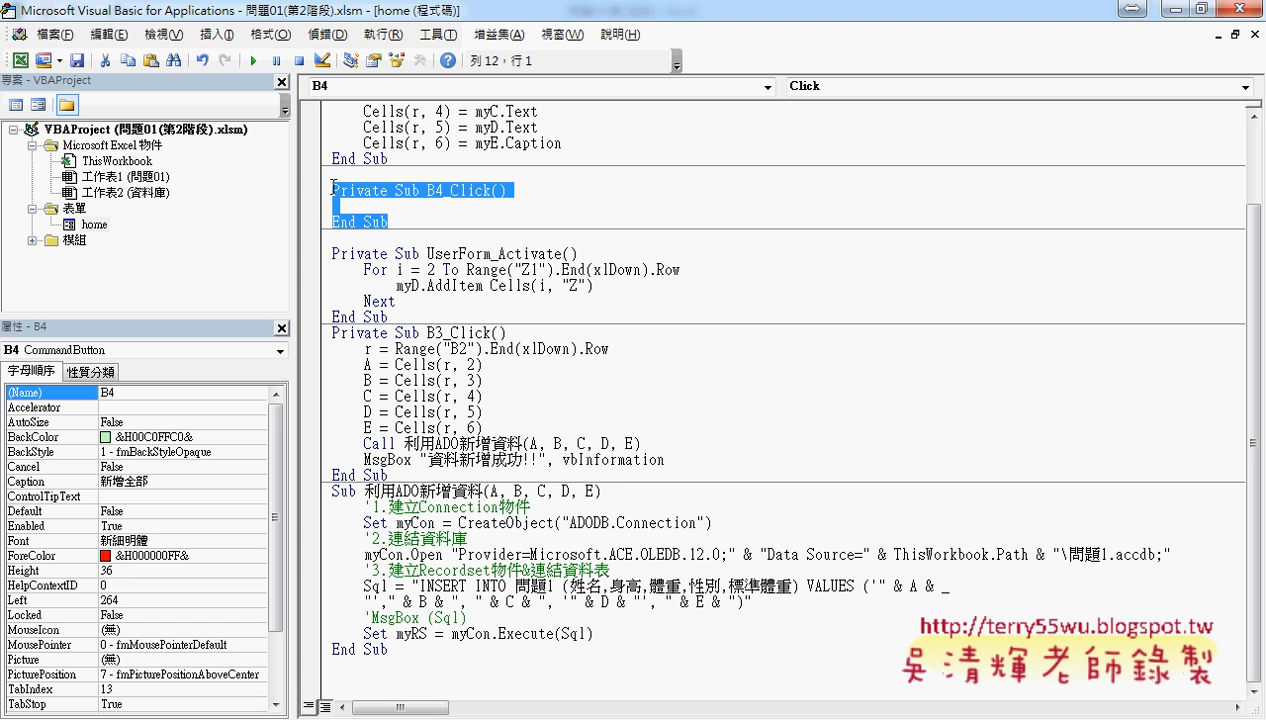 Microsoft Visual Basic for Applications - 問題01(第2階段).xlsm - [home (程式碼)]
檔案(F) 編輯(E) 檢視(V) 插入(I) 格式(O) 偵錯(D) 執行(R) 工具(T) 增益集(A) 視窗(W) 說明(H)
列 12，行 1
專案 - VBAProject
VBAProject (問題01(第2階段).xlsm)
Microsoft Excel 物件
ThisWorkbook
工作表1 (問題01)
工作表2 (資料庫)
表單
home
模組
屬性 - B4
B4 CommandButton
字母順序 性質分類
(Name) B4
Accelerator
AutoSize False
BackColor &H00C0FFC0&
BackStyle 1 - fmBackStyleOpaque
Cancel False
Caption 新增全部
ControlTipText
Default False
Enabled True
Font 新細明體
ForeColor &H000000FF&
Height 36
HelpContextID 0
Left 264
Locked False
MouseIcon (無)
MousePointer 0 - fmMousePointerDefault
Picture (無)
PicturePosition 7 - fmPicturePositionAboveCenter
TabIndex 13
TabStop True
B4 Click
Cells(r, 4) = myC.Text
Cells(r, 5) = myD.Text
Cells(r, 6) = myE.Caption
End Sub
Private Sub B4_Click()
End Sub
Private Sub UserForm_Activate()
For i = 2 To Range("Z1").End(xlDown).Row
myD.AddItem Cells(i, "Z")
Next
End Sub
Private Sub B3_Click()
r = Range("B2").End(xlDown).Row
A = Cells(r, 2)
B = Cells(r, 3)
C = Cells(r, 4)
D = Cells(r, 5)
E = Cells(r, 6)
Call 利用ADO新增資料(A, B, C, D, E)
MsgBox "資料新增成功!!", vbInformation
End Sub
Sub 利用ADO新增資料(A, B, C, D, E)
'1.建立Connection物件
Set myCon = CreateObject("ADODB.Connection")
'2.連結資料庫
myCon.Open "Provider=Microsoft.ACE.OLEDB.12.0;" & "Data Source=" & ThisWorkbook.Path & "\問題1.accdb;"
'3.建立Recordset物件&連結資料表
Sql = "INSERT INTO 問題1 (姓名,身高,體重,性別,標準體重) VALUES ('" & A & _
"'," & B & ", " & C & ", '" & D & "', " & E & ")"
'MsgBox (Sql)
Set myRS = myCon.Execute(Sql)
End Sub
http://terry55wu.blogspot.tw
吳清輝老師錄製